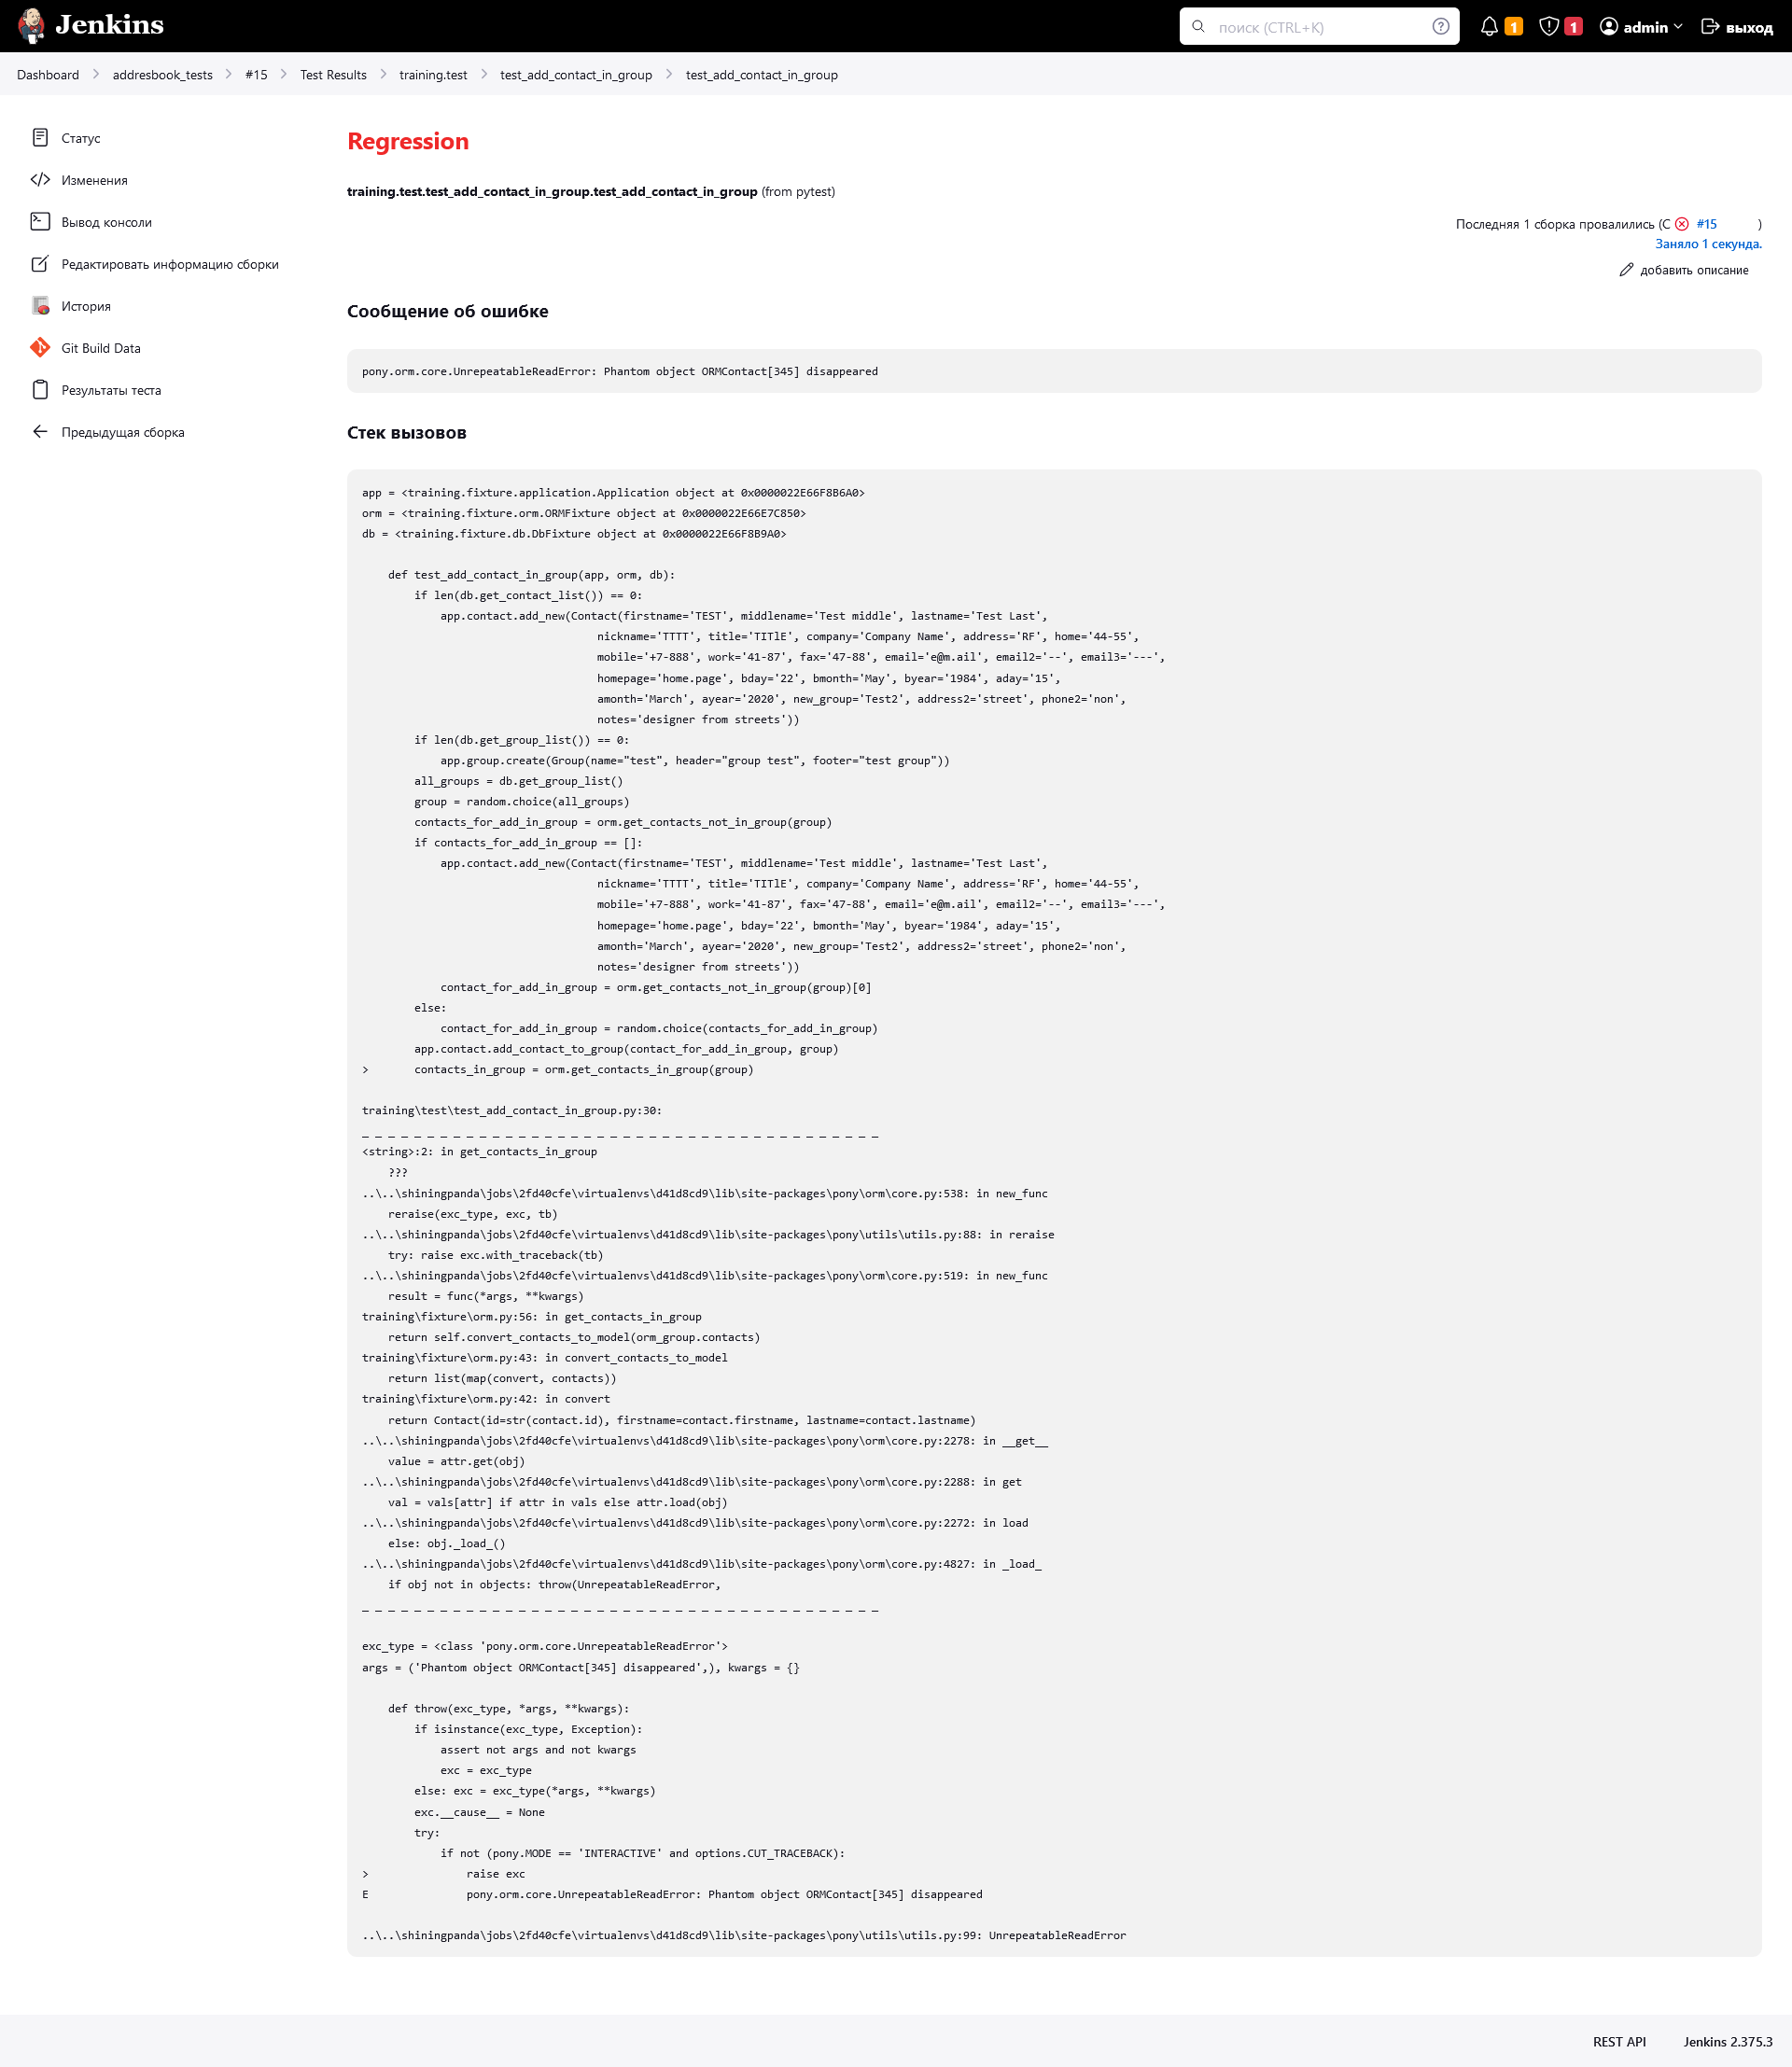 Jenkins
поиск (CTRL+K)
1
1
admin
выход
Dashboard
addresbook_tests
#15
Test Results
training.test
test_add_contact_in_group
test_add_contact_in_group
Статус
Изменения
Вывод консоли
Редактировать информацию сборки
История
Git Build Data
Результаты теста
Предыдущая сборка
Regression
training.test.test_add_contact_in_group.test_add_contact_in_group (from pytest)
Последняя 1 сборка провалились (С #15 )
Заняло 1 секунда.
добавить описание
Сообщение об ошибке
pony.orm.core.UnrepeatableReadError: Phantom object ORMContact[345] disappeared
Стек вызовов
app = <training.fixture.application.Application object at 0x0000022E66F8B6A0>
orm = <training.fixture.orm.ORMFixture object at 0x0000022E66E7C850>
db = <training.fixture.db.DbFixture object at 0x0000022E66F8B9A0>
    def test_add_contact_in_group(app, orm, db):
        if len(db.get_contact_list()) == 0:
            app.contact.add_new(Contact(firstname='TEST', middlename='Test middle', lastname='Test Last',
                                    nickname='TTTT', title='TITlE', company='Company Name', address='RF', home='44-55',
                                    mobile='+7-888', work='41-87', fax='47-88', email='e@m.ail', email2='--', email3='---',
                                    homepage='home.page', bday='22', bmonth='May', byear='1984', aday='15',
                                    amonth='March', ayear='2020', new_group='Test2', address2='street', phone2='non',
                                    notes='designer from streets'))
        if len(db.get_group_list()) == 0:
            app.group.create(Group(name="test", header="group test", footer="test group"))
        all_groups = db.get_group_list()
        group = random.choice(all_groups)
        contacts_for_add_in_group = orm.get_contacts_not_in_group(group)
        if contacts_for_add_in_group == []:
            app.contact.add_new(Contact(firstname='TEST', middlename='Test middle', lastname='Test Last',
                                    nickname='TTTT', title='TITlE', company='Company Name', address='RF', home='44-55',
                                    mobile='+7-888', work='41-87', fax='47-88', email='e@m.ail', email2='--', email3='---',
                                    homepage='home.page', bday='22', bmonth='May', byear='1984', aday='15',
                                    amonth='March', ayear='2020', new_group='Test2', address2='street', phone2='non',
                                    notes='designer from streets'))
            contact_for_add_in_group = orm.get_contacts_not_in_group(group)[0]
        else:
            contact_for_add_in_group = random.choice(contacts_for_add_in_group)
        app.contact.add_contact_to_group(contact_for_add_in_group, group)
>       contacts_in_group = orm.get_contacts_in_group(group)
training\test\test_add_contact_in_group.py:30:
_ _ _ _ _ _ _ _ _ _ _ _ _ _ _ _ _ _ _ _ _ _ _ _ _ _ _ _ _ _ _ _ _ _ _ _ _ _ _ _
<string>:2: in get_contacts_in_group
    ???
..\..\shiningpanda\jobs\2fd40cfe\virtualenvs\d41d8cd9\lib\site-packages\pony\orm\core.py:538: in new_func
    reraise(exc_type, exc, tb)
..\..\shiningpanda\jobs\2fd40cfe\virtualenvs\d41d8cd9\lib\site-packages\pony\utils\utils.py:88: in reraise
    try: raise exc.with_traceback(tb)
..\..\shiningpanda\jobs\2fd40cfe\virtualenvs\d41d8cd9\lib\site-packages\pony\orm\core.py:519: in new_func
    result = func(*args, **kwargs)
training\fixture\orm.py:56: in get_contacts_in_group
    return self.convert_contacts_to_model(orm_group.contacts)
training\fixture\orm.py:43: in convert_contacts_to_model
    return list(map(convert, contacts))
training\fixture\orm.py:42: in convert
    return Contact(id=str(contact.id), firstname=contact.firstname, lastname=contact.lastname)
..\..\shiningpanda\jobs\2fd40cfe\virtualenvs\d41d8cd9\lib\site-packages\pony\orm\core.py:2278: in __get__
    value = attr.get(obj)
..\..\shiningpanda\jobs\2fd40cfe\virtualenvs\d41d8cd9\lib\site-packages\pony\orm\core.py:2288: in get
    val = vals[attr] if attr in vals else attr.load(obj)
..\..\shiningpanda\jobs\2fd40cfe\virtualenvs\d41d8cd9\lib\site-packages\pony\orm\core.py:2272: in load
    else: obj._load_()
..\..\shiningpanda\jobs\2fd40cfe\virtualenvs\d41d8cd9\lib\site-packages\pony\orm\core.py:4827: in _load_
    if obj not in objects: throw(UnrepeatableReadError,
_ _ _ _ _ _ _ _ _ _ _ _ _ _ _ _ _ _ _ _ _ _ _ _ _ _ _ _ _ _ _ _ _ _ _ _ _ _ _ _
exc_type = <class 'pony.orm.core.UnrepeatableReadError'>
args = ('Phantom object ORMContact[345] disappeared',), kwargs = {}
    def throw(exc_type, *args, **kwargs):
        if isinstance(exc_type, Exception):
            assert not args and not kwargs
            exc = exc_type
        else: exc = exc_type(*args, **kwargs)
        exc.__cause__ = None
        try:
            if not (pony.MODE == 'INTERACTIVE' and options.CUT_TRACEBACK):
>               raise exc
E               pony.orm.core.UnrepeatableReadError: Phantom object ORMContact[345] disappeared
..\..\shiningpanda\jobs\2fd40cfe\virtualenvs\d41d8cd9\lib\site-packages\pony\utils\utils.py:99: UnrepeatableReadError
REST API
Jenkins 2.375.3